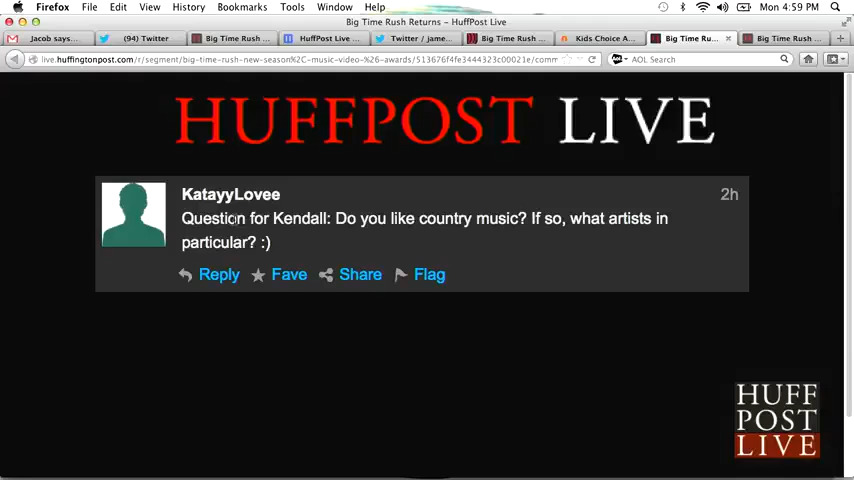 Firefox File Edit View History Bookmarks Tools Window Help Mon 4:59 PM
Big Time Rush Returns – HuffPost Live
Jacob says... (94) Twitter Big Time Rush ... HuffPost Live ... Twitter / jame... Big Time Rush ... Kids Choice A... Big Time Ru... Big Time Rush ...
live.huffingtonpost.com/r/segment/big-time-rush-new-season%2C-music-video-%26-awards/513676f4fe3444323c00021e/comm AOL Search
HUFFPOST LIVE
KatayyLovee 2h
Question for Kendall: Do you like country music? If so, what artists in
particular? :)
Reply Fave Share Flag
HUFF
POST
LIVE